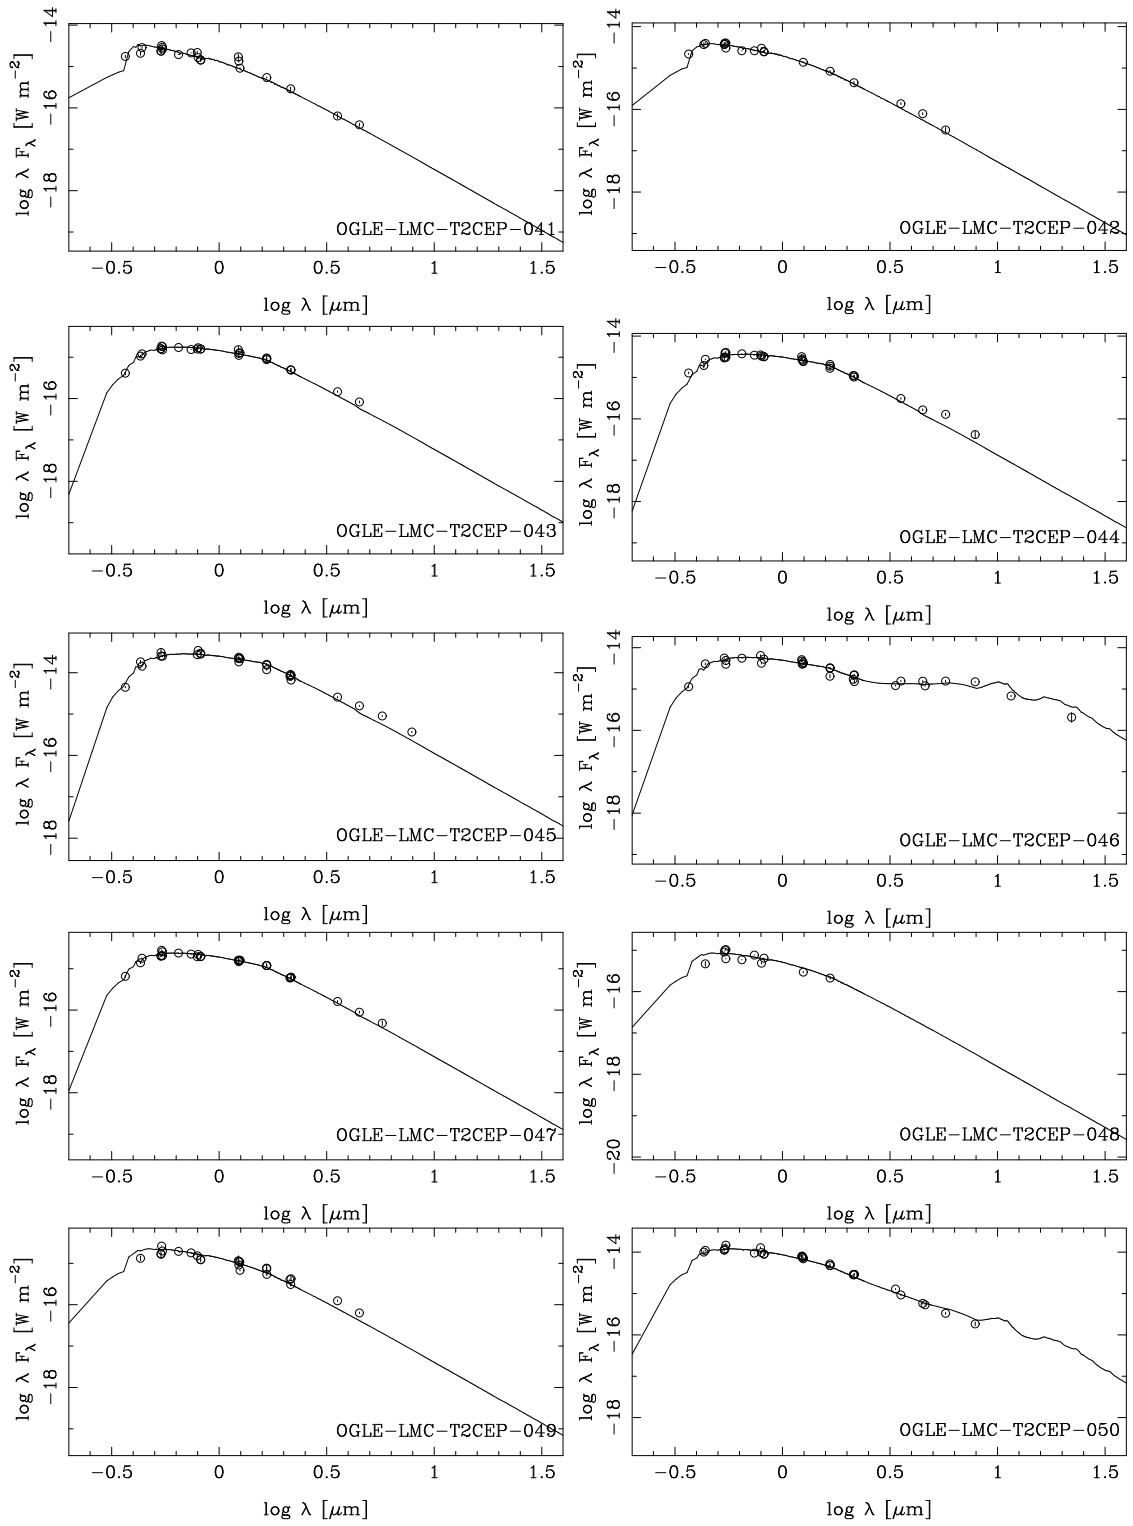 log λ F_λ [W m⁻²]
−14
−16
−18
OGLE−LMC−T2CEP−041
−0.5 0 0.5 1 1.5
log λ [μm]
log λ F_λ [W m⁻²]
−14
−16
−18
OGLE−LMC−T2CEP−042
−0.5 0 0.5 1 1.5
log λ [μm]
log λ F_λ [W m⁻²]
−16
−18
OGLE−LMC−T2CEP−043
−0.5 0 0.5 1 1.5
log λ [μm]
log λ F_λ [W m⁻²]
−14
−16
−18
OGLE−LMC−T2CEP−044
−0.5 0 0.5 1 1.5
log λ [μm]
log λ F_λ [W m⁻²]
−14
−16
−18
OGLE−LMC−T2CEP−045
−0.5 0 0.5 1 1.5
log λ [μm]
log λ F_λ [W m⁻²]
−14
−16
−18
OGLE−LMC−T2CEP−046
−0.5 0 0.5 1 1.5
log λ [μm]
log λ F_λ [W m⁻²]
−16
−18
OGLE−LMC−T2CEP−047
−0.5 0 0.5 1 1.5
log λ [μm]
log λ F_λ [W m⁻²]
−16
−18
−20
OGLE−LMC−T2CEP−048
−0.5 0 0.5 1 1.5
log λ [μm]
log λ F_λ [W m⁻²]
−16
−18
OGLE−LMC−T2CEP−049
−0.5 0 0.5 1 1.5
log λ [μm]
log λ F_λ [W m⁻²]
−14
−16
−18
OGLE−LMC−T2CEP−050
−0.5 0 0.5 1 1.5
log λ [μm]